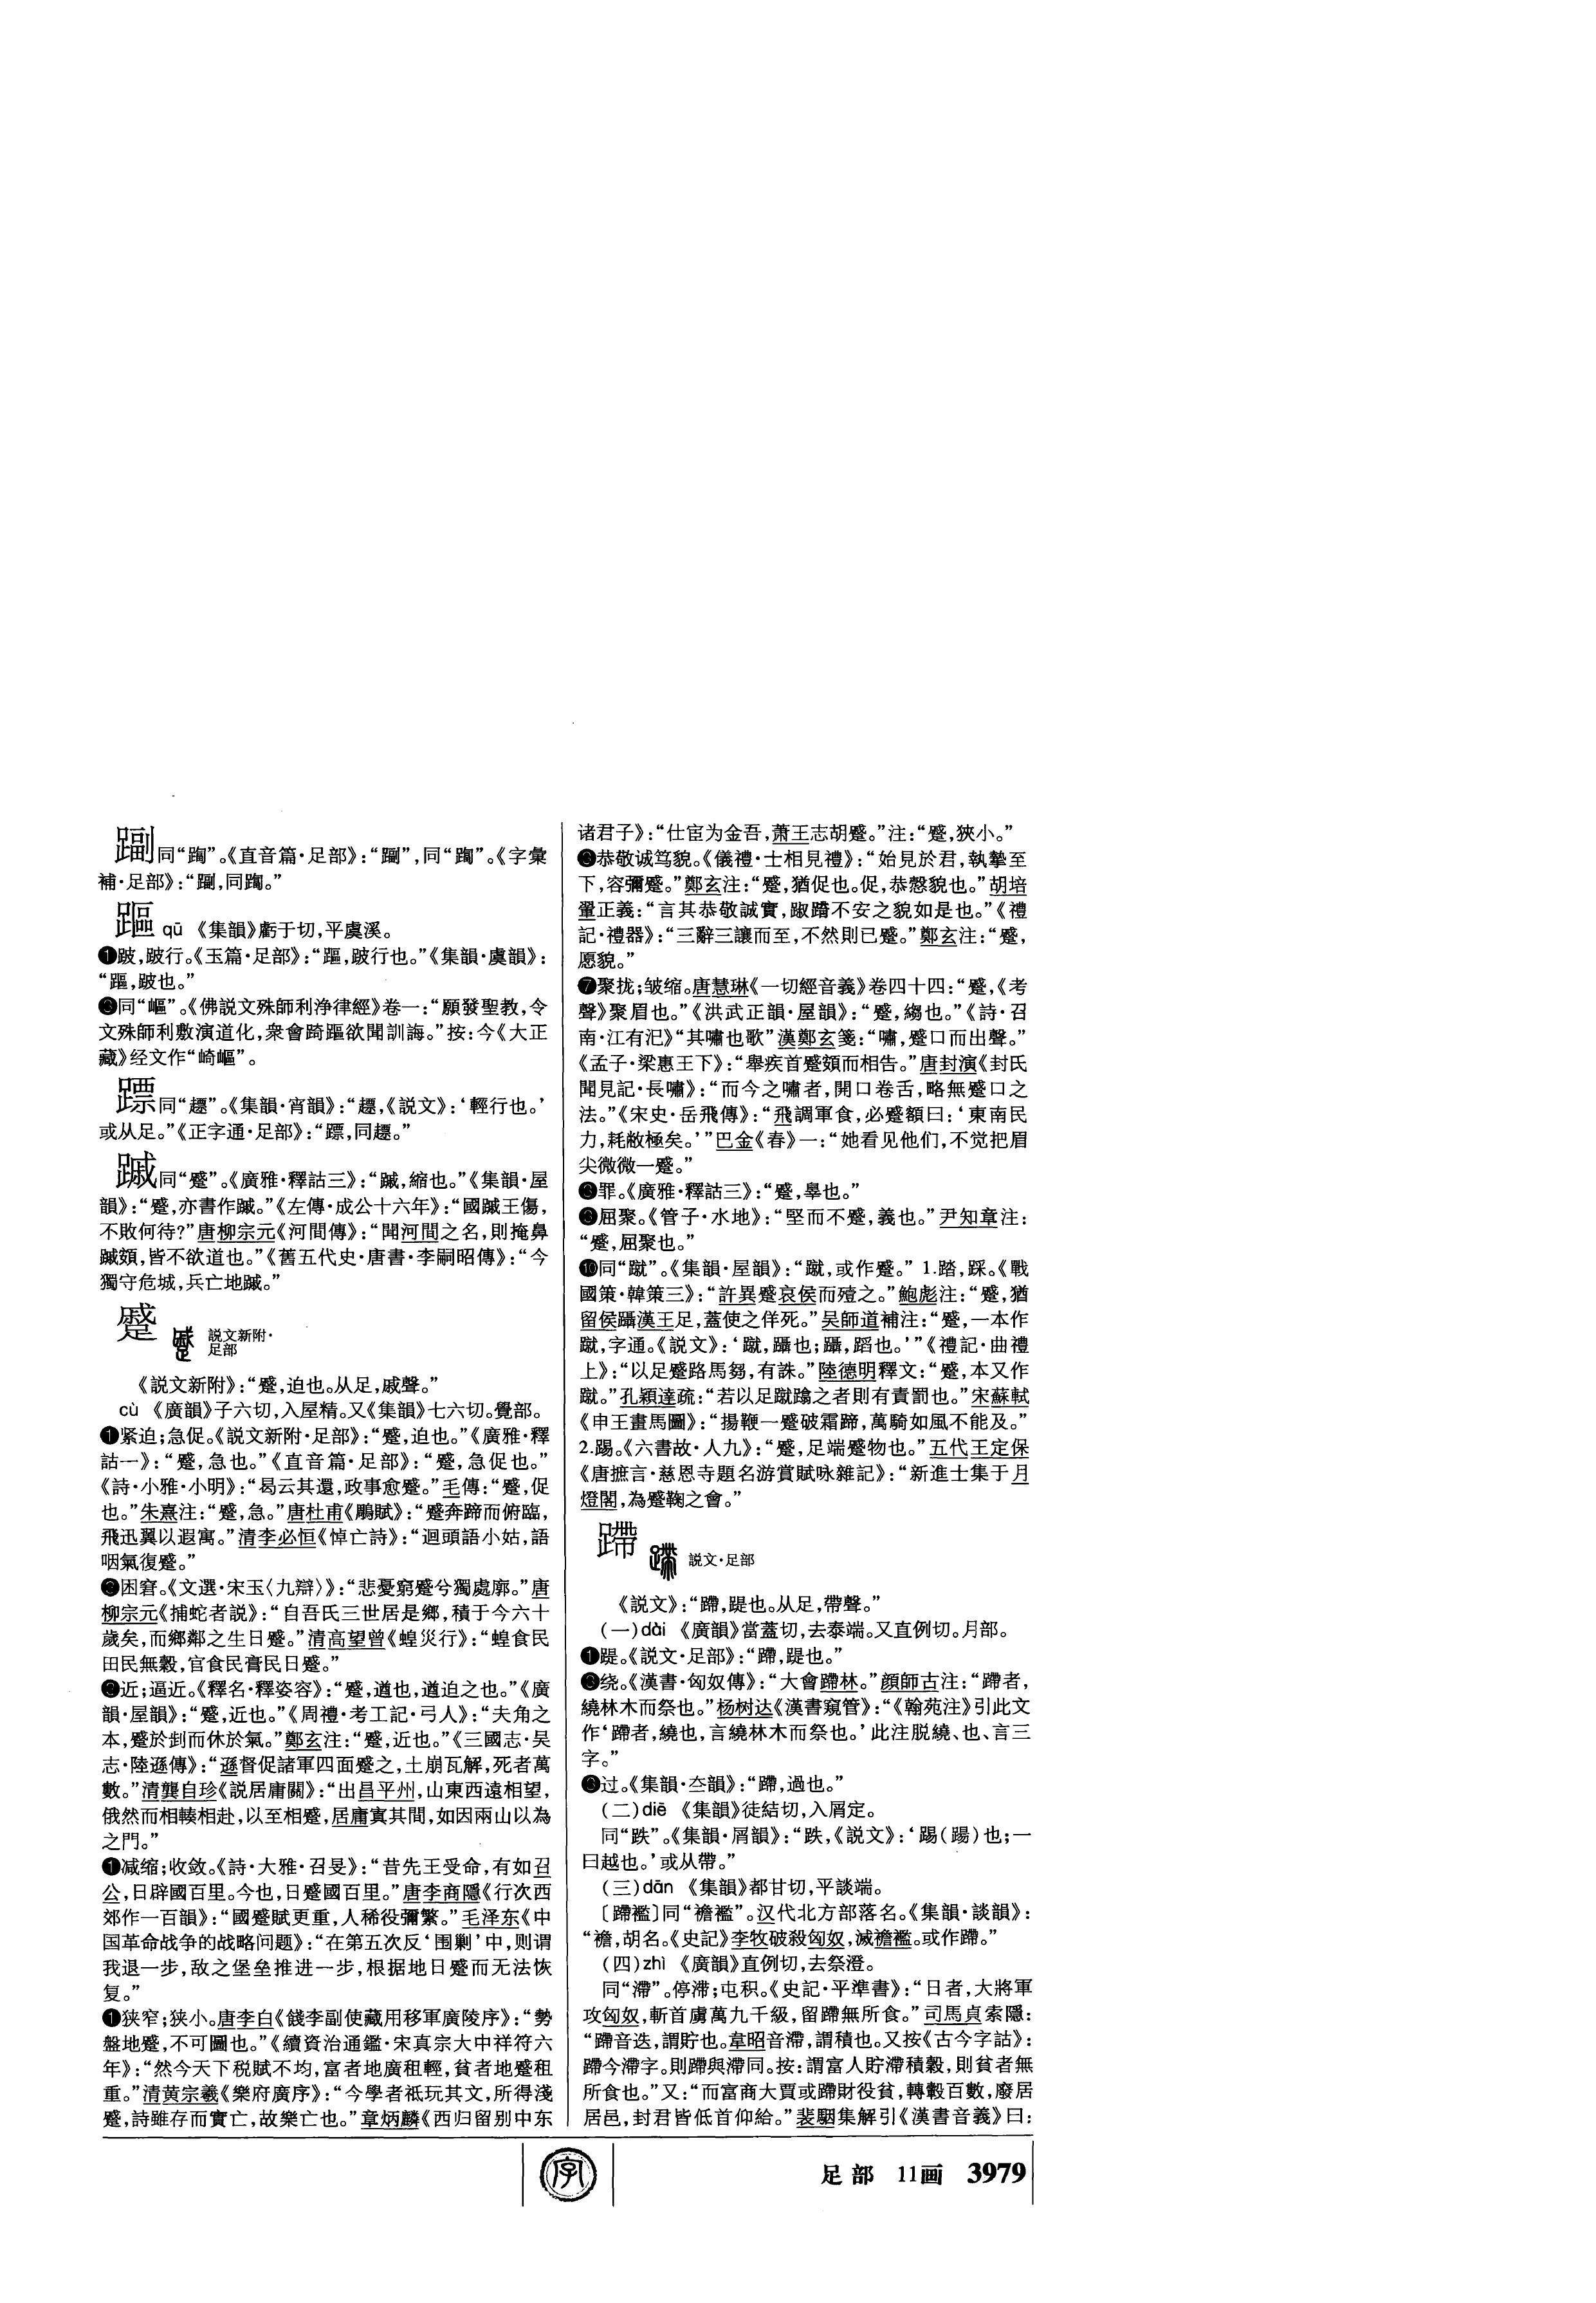 同“踘”。《直音篇·足部》：“”，同“踘”。《字彙
補·足部》：“，同踘。”
䠐 qū 《集韻》虧于切，平虞溪。
❶跛，跛行。《玉篇·足部》：“䠐，跛行也。”《集韻·虞韻》：
“䠐，跛也。”
同“嶇”。《佛説文殊師利浄律經》卷一：“願發聖教，令
文殊師利敷演道化，衆會踦䠐欲聞訓誨。”按：今《大正
藏》经文作“崎嶇”。
同“趮”。《集韻·宵韻》：“，《説文》：‘輕行也。’
或从足。”《正字通·足部》：“，同。”
同“蹙”。《廣雅·釋詁三》：“，縮也。”《集韻·屋
韻》：“蹙，亦書作。”《左傳·成公十六年》：“國王傷，
不敗何待？”唐柳宗元《河間傳》：“聞河間之名，則掩鼻
頞，皆不欲道也。”《舊五代史·唐書·李嗣昭傳》：“今
獨守危城，兵亡地。”
蹙 説文新附·
足部
《説文新附》：“蹙，迫也。从足，戚聲。”
cù 《廣韻》子六切，入屋精。又《集韻》七六切。覺部。
❶紧迫；急促。《説文新附·足部》：“蹙，迫也。”《廣雅·釋
詁一》：“蹙，急也。”《直音篇·足部》：“蹙，急促也。”
《詩·小雅·小明》：“曷云其還，政事愈蹙。”毛傳：“蹙，促
也。”朱熹注：“蹙，急。”唐杜甫《鵰賦》：“蹙奔蹄而俯臨，
飛迅翼以遐寓。”清李必恒《悼亡詩》：“迴頭語小姑，語
咽氣復蹙。”
困窘。《文選·宋玉〈九辯〉》：“悲憂窮蹙兮獨處廓。”唐
柳宗元《捕蛇者説》：“自吾氏三世居是鄉，積于今六十
歲矣，而鄉鄰之生日蹙。”清高望曾《蝗災行》：“蝗食民
田民無穀，官食民膏民日蹙。”
近；逼近。《釋名·釋姿容》：“蹙，遒也，遒迫之也。”《廣
韻·屋韻》：“蹙，近也。”《周禮·考工記·弓人》：“夫角之
本，蹙於㓡而休於氣。”鄭玄注：“蹙，近也。”《三國志·吴
志·陸遜傳》：“遜督促諸軍四面蹙之，土崩瓦解，死者萬
數。”清龔自珍《説居庸關》：“出昌平州，山東西遠相望，
俄然而相輳相赴，以至相蹙，居庸寘其間，如因兩山以為
之門。”
❶减缩；收敛。《詩·大雅·召旻》：“昔先王受命，有如召
公，日辟國百里。今也，日蹙國百里。”唐李商隱《行次西
郊作一百韻》：“國蹙賦更重，人稀役彌繁。”毛泽东《中
国革命战争的战略问题》：“在第五次反‘围剿’中，则谓
我退一步，敌之堡垒推进一步，根据地日蹙而无法恢
复。”
❶狭窄；狭小。唐李白《餞李副使藏用移軍廣陵序》：“勢
盤地蹙，不可圖也。”《續資治通鑑·宋真宗大中祥符六
年》：“然今天下税賦不均，富者地廣租輕，貧者地蹙租
重。”清黄宗羲《樂府廣序》：“今學者祇玩其文，所得淺
蹙，詩雖存而實亡，故樂亡也。”章炳麟《西归留别中东
诸君子》：“仕宦为金吾，萧王志胡蹙。”注：“蹙，狹小。”
恭敬诚笃貌。《儀禮·士相見禮》：“始見於君，執摯至
下，容彌蹙。”鄭玄注：“蹙，猶促也。促，恭愨貌也。”胡培
翬正義：“言其恭敬誠實，踧踖不安之貌如是也。”《禮
記·禮器》：“三辭三讓而至，不然則已蹙。”鄭玄注：“蹙，
愿貌。”
❼聚拢；皱缩。唐慧琳《一切經音義》卷四十四：“蹙，《考
聲》聚眉也。”《洪武正韻·屋韻》：“蹙，縐也。”《詩·召
南·江有汜》“其嘯也歌”漢鄭玄箋：“嘯，蹙口而出聲。”
《孟子·梁惠王下》：“舉疾首蹙頞而相告。”唐封演《封氏
聞見記·長嘯》：“而今之嘯者，開口卷舌，略無蹙口之
法。”《宋史·岳飛傳》：“飛調軍食，必蹙額曰：‘東南民
力，耗敝極矣。’”巴金《春》一：“她看见他们，不觉把眉
尖微微一蹙。”
罪。《廣雅·釋詁三》：“蹙，辠也。”
屈聚。《管子·水地》：“堅而不蹙，義也。”尹知章注：
“蹙，屈聚也。”
❿同“蹴”。《集韻·屋韻》：“蹴，或作蹙。” 1.踏，踩。《戰
國策·韓策三》：“許異蹙哀侯而殪之。”鮑彪注：“蹙，猶
留侯躡漢王足，蓋使之佯死。”吴師道補注：“蹙，一本作
蹴，字通。《説文》：‘蹴，躡也；躡，蹈也。’”《禮記·曲禮
上》：“以足蹙路馬芻，有誅。”陸德明釋文：“蹙，本又作
蹴。”孔穎達疏：“若以足蹴蹹之者則有責罰也。”宋蘇軾
《申王畫馬圖》：“揚鞭一蹙破霜蹄，萬騎如風不能及。”
2.踢。《六書故·人九》：“蹙，足端蹙物也。”五代王定保
《唐摭言·慈恩寺題名游賞賦咏雜記》：“新進士集于月
燈閣，為蹙鞠之會。”
蹛 説文·足部
《説文》：“蹛，踶也。从足，帶聲。”
（一）dài 《廣韻》當蓋切，去泰端。又直例切。月部。
❶踶。《説文·足部》：“蹛，踶也。”
绕。《漢書·匈奴傳》：“大會蹛林。”顔師古注：“蹛者，
繞林木而祭也。”杨树达《漢書窺管》：“《翰苑注》引此文
作‘蹛者，繞也，言繞林木而祭也。’此注脱繞、也、言三
字。”
过。《集韻·夳韻》：“蹛，過也。”
（二）diē 《集韻》徒結切，入屑定。
同“跌”。《集韻·屑韻》：“跌，《説文》：‘踢（踼）也；一
曰越也。’或从帶。”
（三）dān 《集韻》都甘切，平談端。
〔蹛襤〕同“襜襤”。汉代北方部落名。《集韻·談韻》：
“襜，胡名。《史記》李牧破殺匈奴，滅襜襤。或作蹛。”
（四）zhì 《廣韻》直例切，去祭澄。
同“滯”。停滞；屯积。《史記·平準書》：“日者，大將軍
攻匈奴，斬首虜萬九千級，留蹛無所食。”司馬貞索隱：
“蹛音迭，謂貯也。韋昭音滯，謂積也。又按《古今字詁》：
蹛今滯字。則蹛與滯同。按：謂富人貯滯積穀，則貧者無
所食也。”又：“而富商大賈或蹛財役貧，轉轂百數，廢居
居邑，封君皆低首仰給。”裴駰集解引《漢書音義》曰：
字
足部 11画 3979